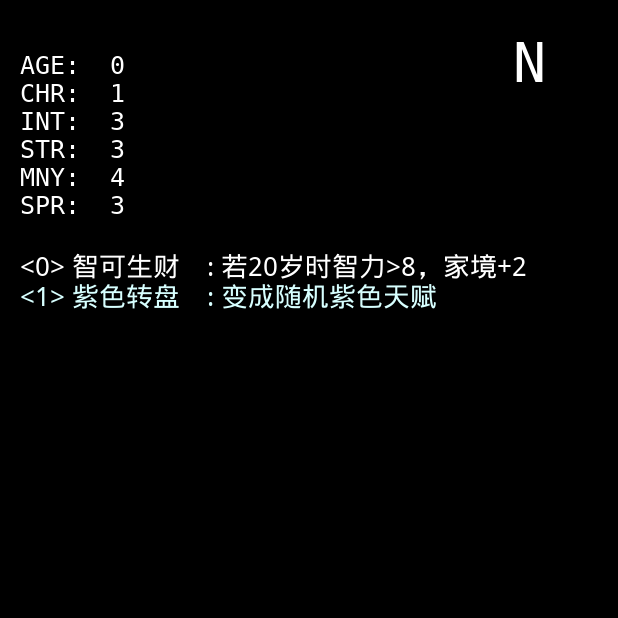 N
AGE: 0
CHR: 1
INT: 3
STR: 3
MNY: 4
SPR: 3
<0> 智可生财 : 若20岁时智力>8，家境+2
<1> 紫色转盘 : 变成随机紫色天赋